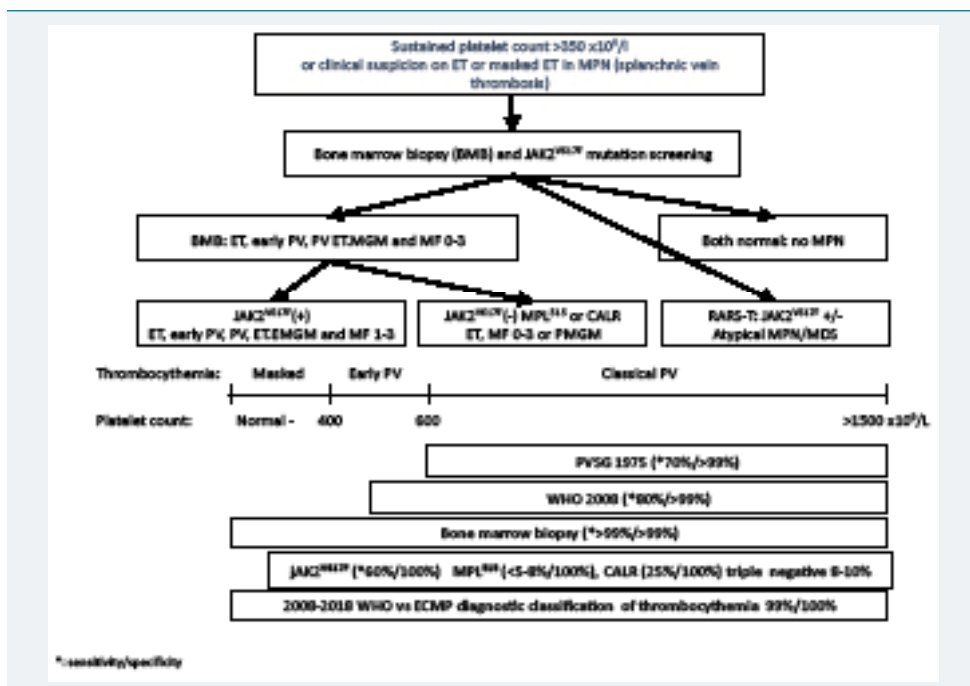 Sustained platelet count >350 x10⁹/l
or clinical suspicion on ET or masked ET in MPN (splanchnic vein
thrombosis)
Bone marrow biopsy (BMB) and JAK2ⱽ⁶¹⁷ᶠ mutation screening
BMB: ET, early PV, PV ET.MGM and MF 0-3
Both normal: no MPN
JAK2ⱽ⁶¹⁷ᶠ(+)
ET, early PV, PV, ET.EMGM and MF 1-3
JAK2ⱽ⁶¹⁷ᶠ(-) MPL⁵¹⁵ or CALR
ET, MF 0-3 or PMGM
RARS-T: JAK2ⱽ⁶¹⁷ᶠ +/-
Atypical MPN/MDS
Thrombocythemia: Masked Early PV Classical PV
Platelet count: Normal - 400 600 >1500 x10⁹/L
PVSG 1975 (*70%/>99%)
WHO 2008 (*80%/>99%)
Bone marrow biopsy (*>99%/>99%)
JAK2ⱽ⁶¹⁷ᶠ (*60%/100%) MPL⁵¹⁵ (<5-8%/100%), CALR (25%/100%) triple negative 8-10%
2008-2018 WHO vs ECMP diagnostic classification of thrombocythemia 99%/100%
*: sensitivity/specificity